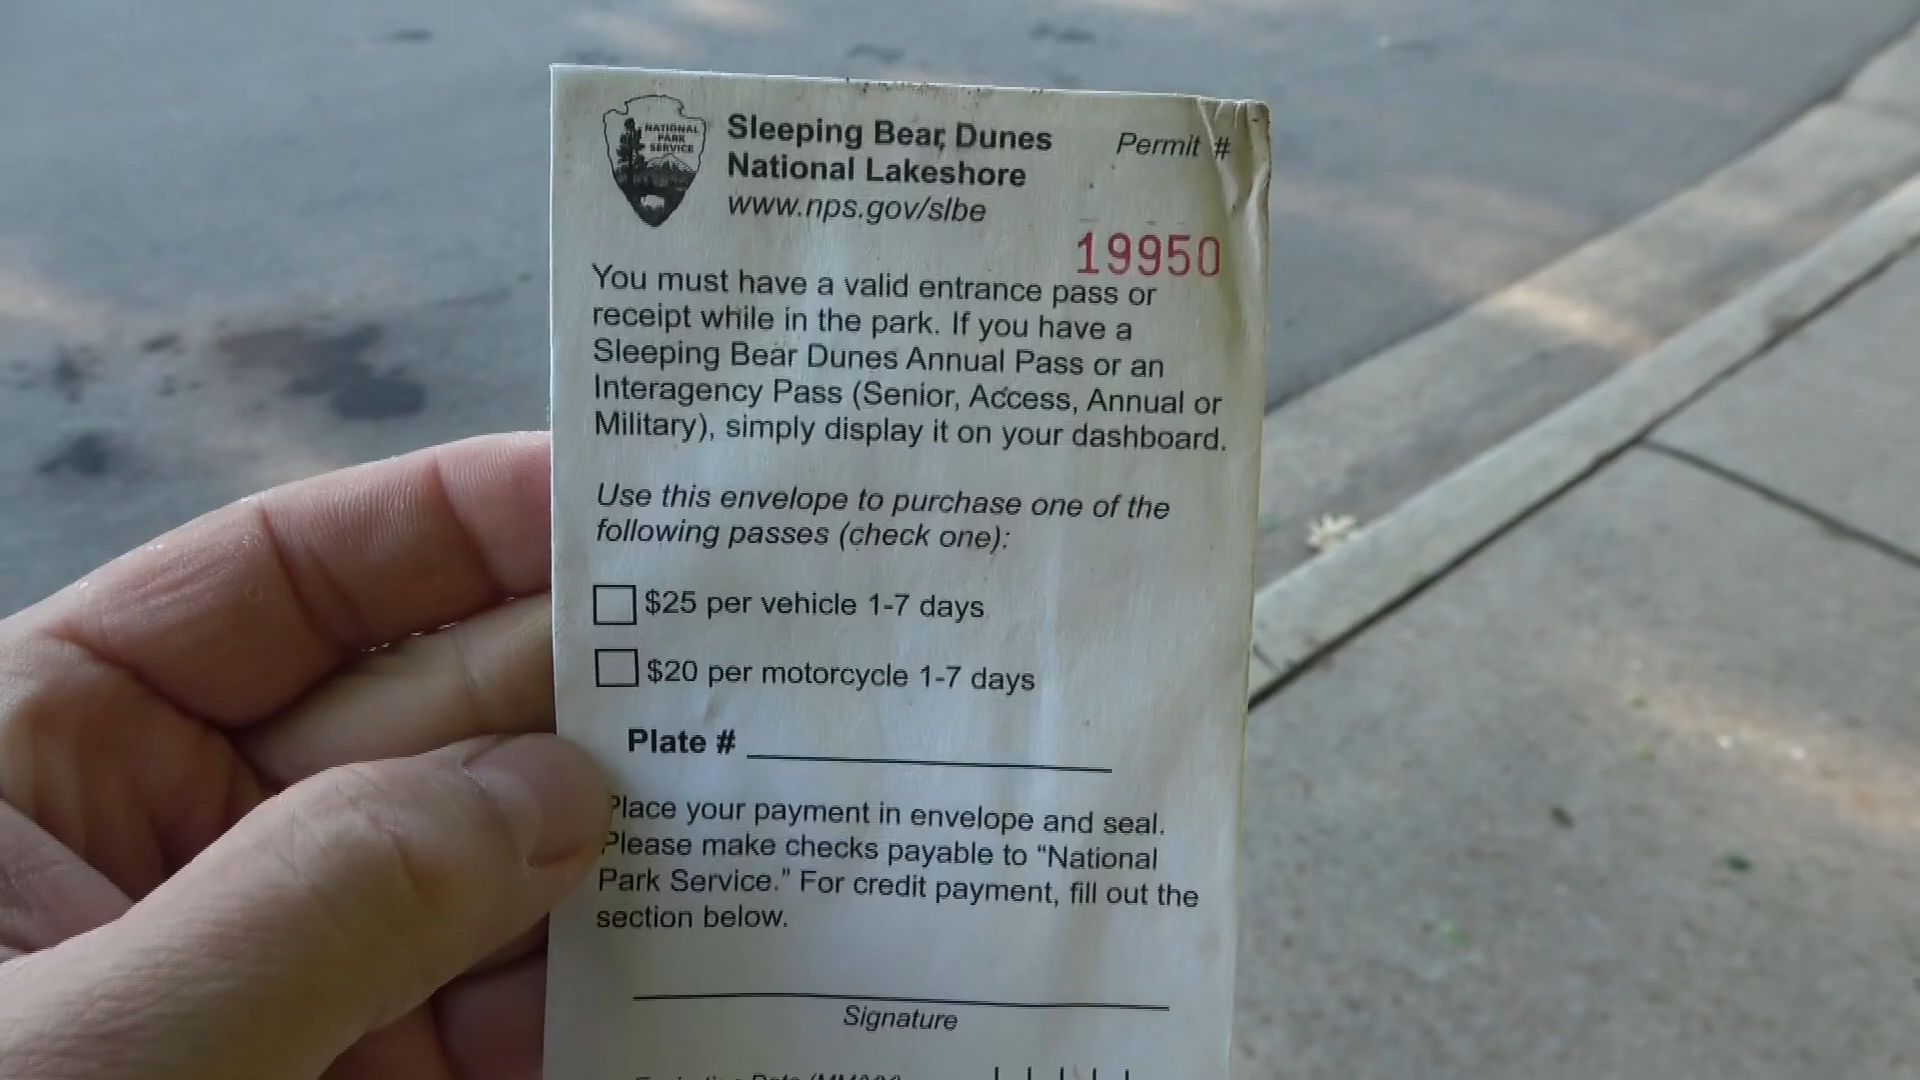 NATIONAL
PARK
SERVICE
Sleeping Bear Dunes
National Lakeshore
www.nps.gov/slbe
Permit #
19950
You must have a valid entrance pass or
receipt while in the park. If you have a
Sleeping Bear Dunes Annual Pass or an
Interagency Pass (Senior, Access, Annual or
Military), simply display it on your dashboard.
Use this envelope to purchase one of the
following passes (check one):
$25 per vehicle 1-7 days
$20 per motorcycle 1-7 days
Plate #
Place your payment in envelope and seal.
Please make checks payable to “National
Park Service.” For credit payment, fill out the
section below.
Signature